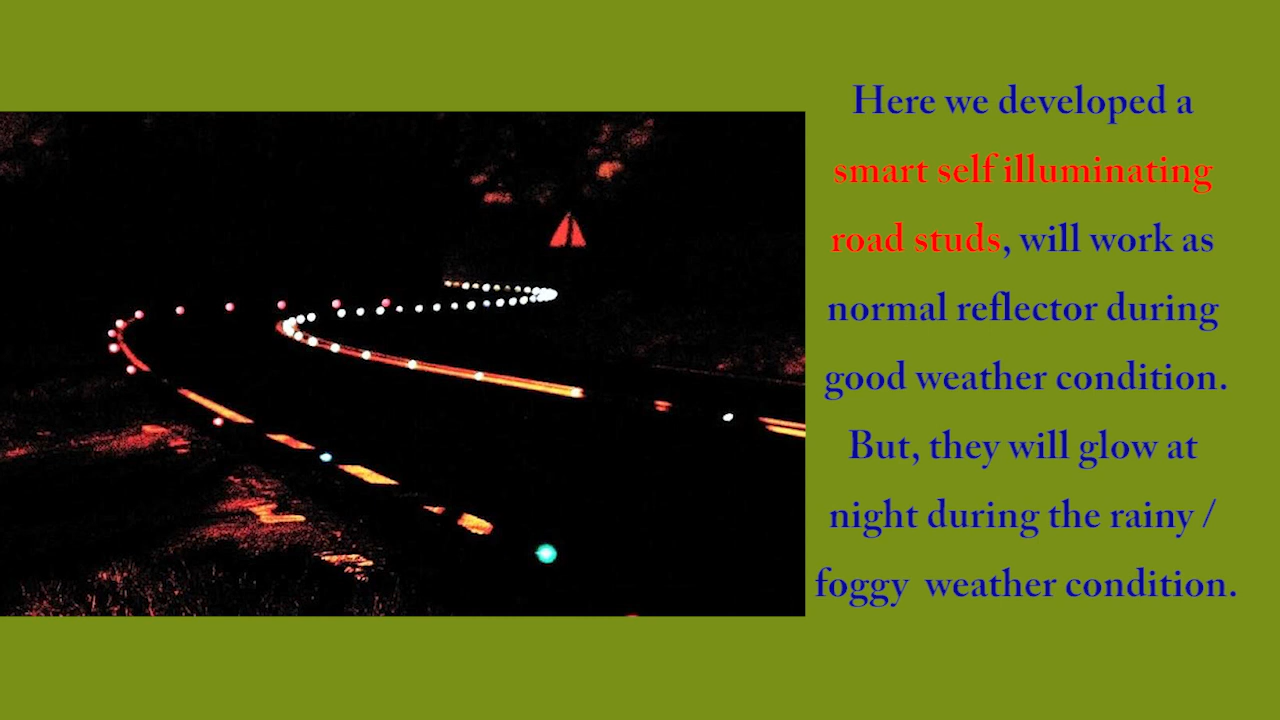 Here we developed a
smart self illuminating
road studs, will work as
normal reflector during
good weather condition.
But, they will glow at
night during the rainy /
foggy  weather condition.